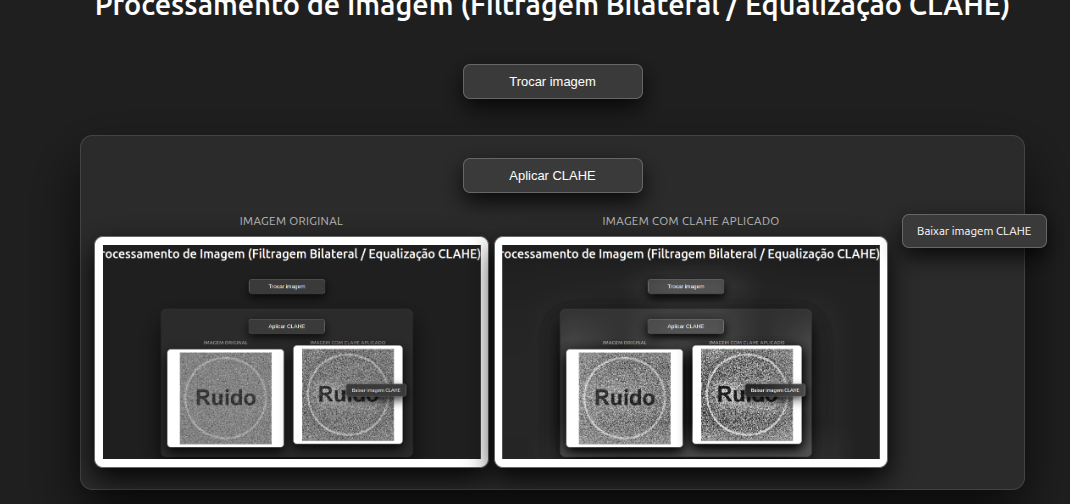 Processamento de Imagem (Filtragem Bilateral / Equalização CLAHE)
Trocar imagem
Aplicar CLAHE
IMAGEM ORIGINAL
IMAGEM COM CLAHE APLICADO
Baixar imagem CLAHE
rocessamento de Imagem (Filtragem Bilateral / Equalização CLAHE)
Trocar imagem
Aplicar CLAHE
IMAGEM ORIGINAL
IMAGEM COM CLAHE APLICADO
Ruido
Ruido
Baixar imagem CLAHE
rocessamento de Imagem (Filtragem Bilateral / Equalização CLAHE)
Trocar imagem
Aplicar CLAHE
IMAGEM ORIGINAL
IMAGEM COM CLAHE APLICADO
Ruido
Ruido
Baixar imagem CLAHE